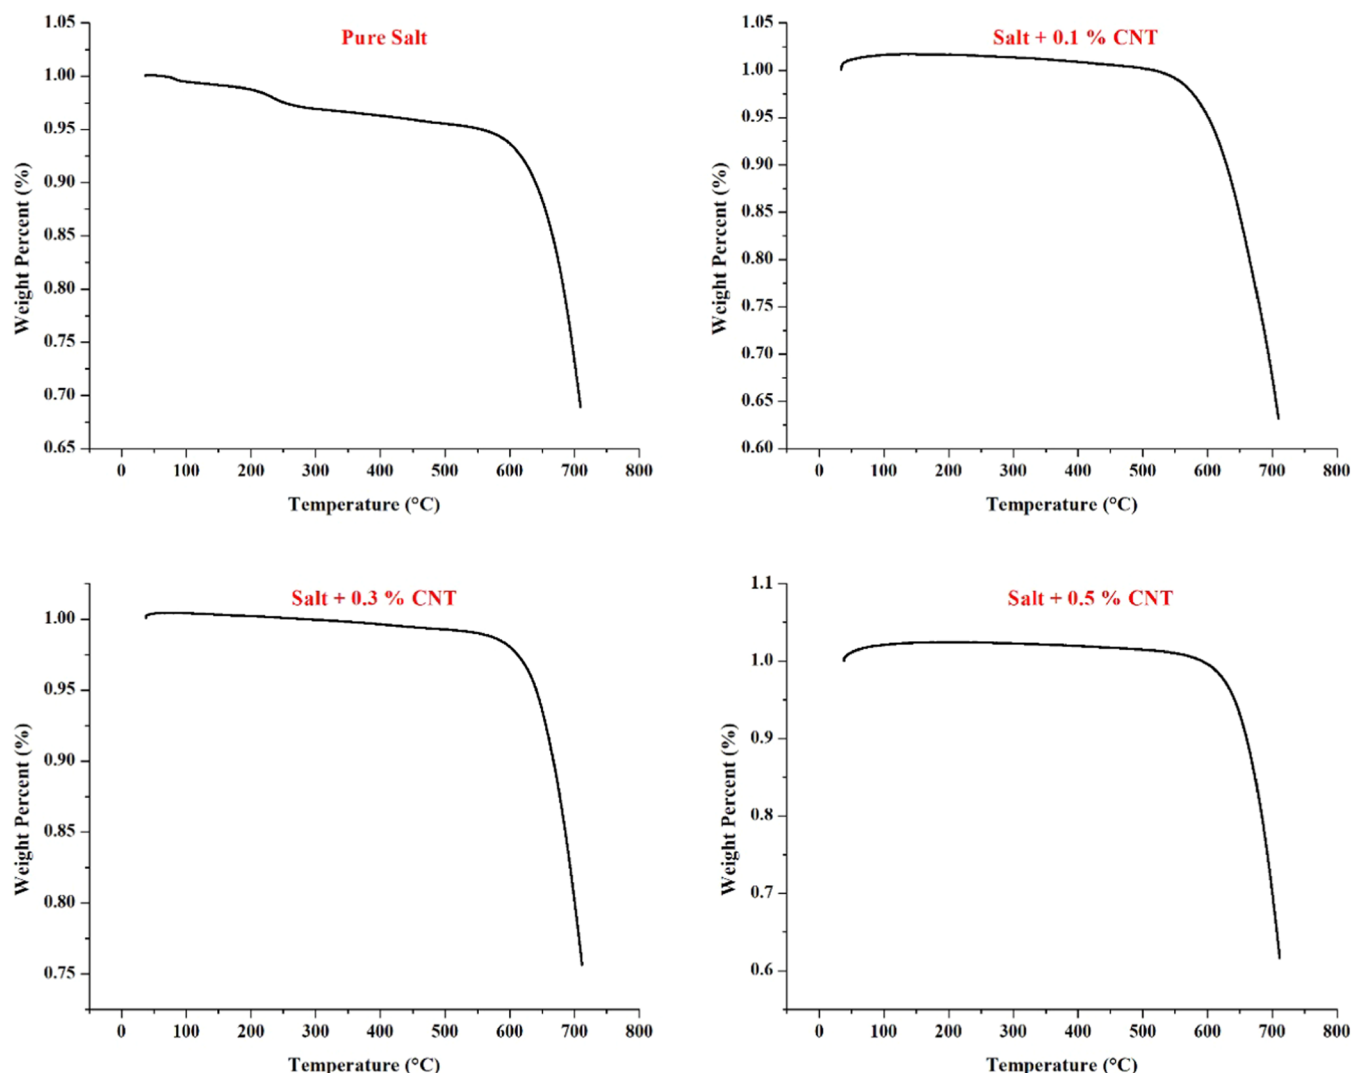 Pure Salt
1.05
1.00
0.95
0.90
0.85
0.80
0.75
0.70
0.65
Weight Percent (%)
0 100 200 300 400 500 600 700 800
Temperature (°C)
Salt + 0.1 % CNT
1.05
1.00
0.95
0.90
0.85
0.80
0.75
0.70
0.65
0.60
Weight Percent (%)
0 100 200 300 400 500 600 700 800
Temperature (°C)
Salt + 0.3 % CNT
1.00
0.95
0.90
0.85
0.80
0.75
Weight Percent (%)
0 100 200 300 400 500 600 700 800
Temperature (°C)
Salt + 0.5 % CNT
1.1
1.0
0.9
0.8
0.7
0.6
Weight Percent (%)
0 100 200 300 400 500 600 700 800
Temperature (°C)